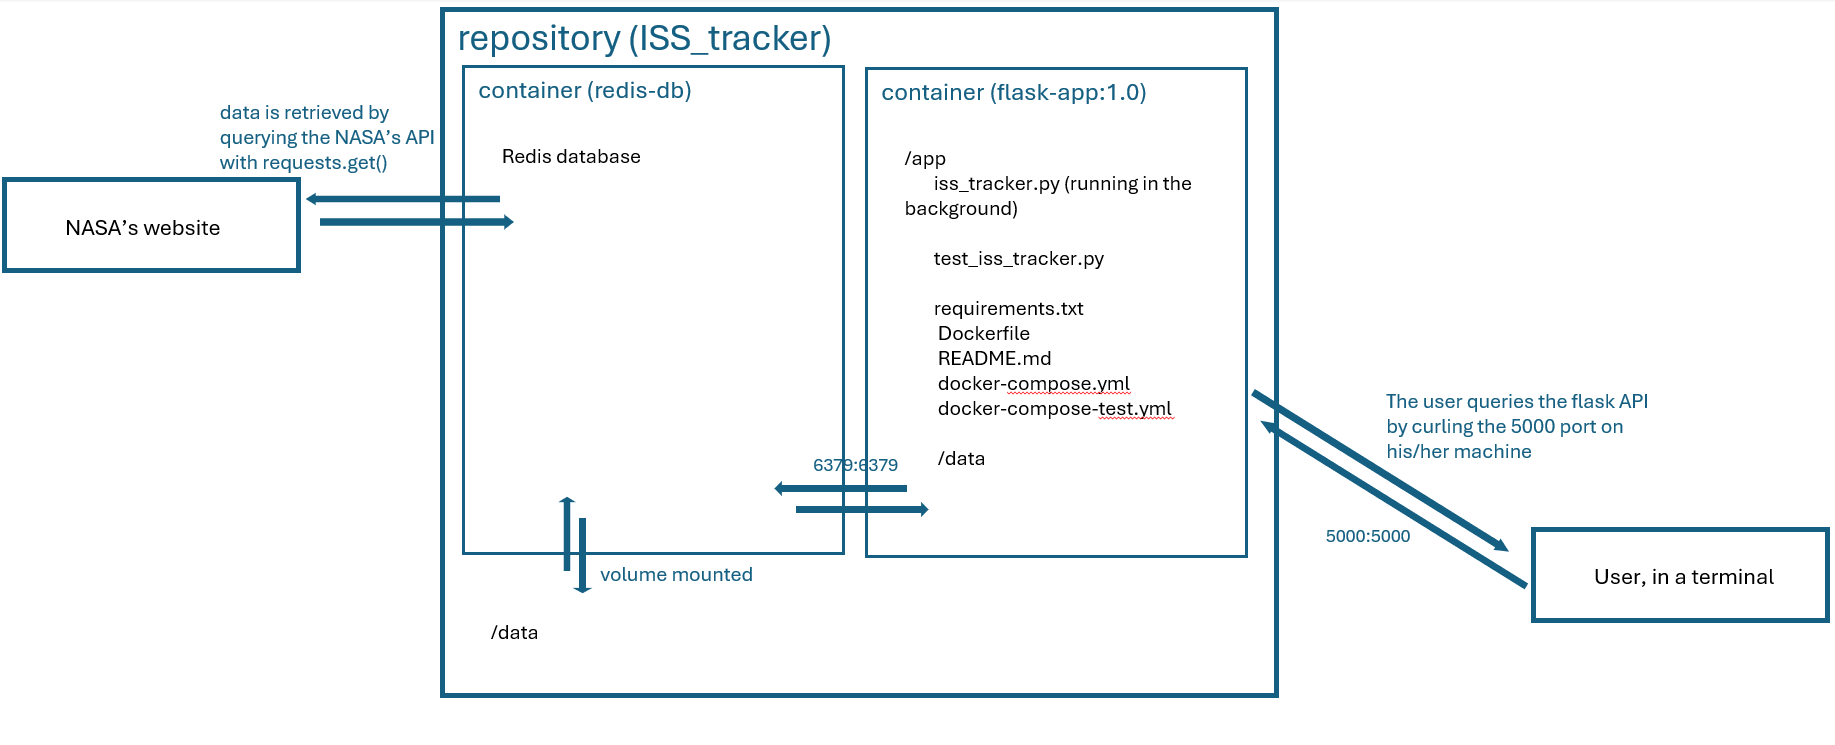 repository (ISS_tracker)
container (redis-db)
container (flask-app:1.0)
data is retrieved by
querying the NASA’s API
with requests.get()
Redis database
/app
iss_tracker.py (running in the
background)
NASA’s website
test_iss_tracker.py
requirements.txt
Dockerfile
README.md
docker-compose.yml
docker-compose-test.yml
/data
The user queries the flask API
by curling the 5000 port on
his/her machine
6379:6379
5000:5000
volume mounted
User, in a terminal
/data